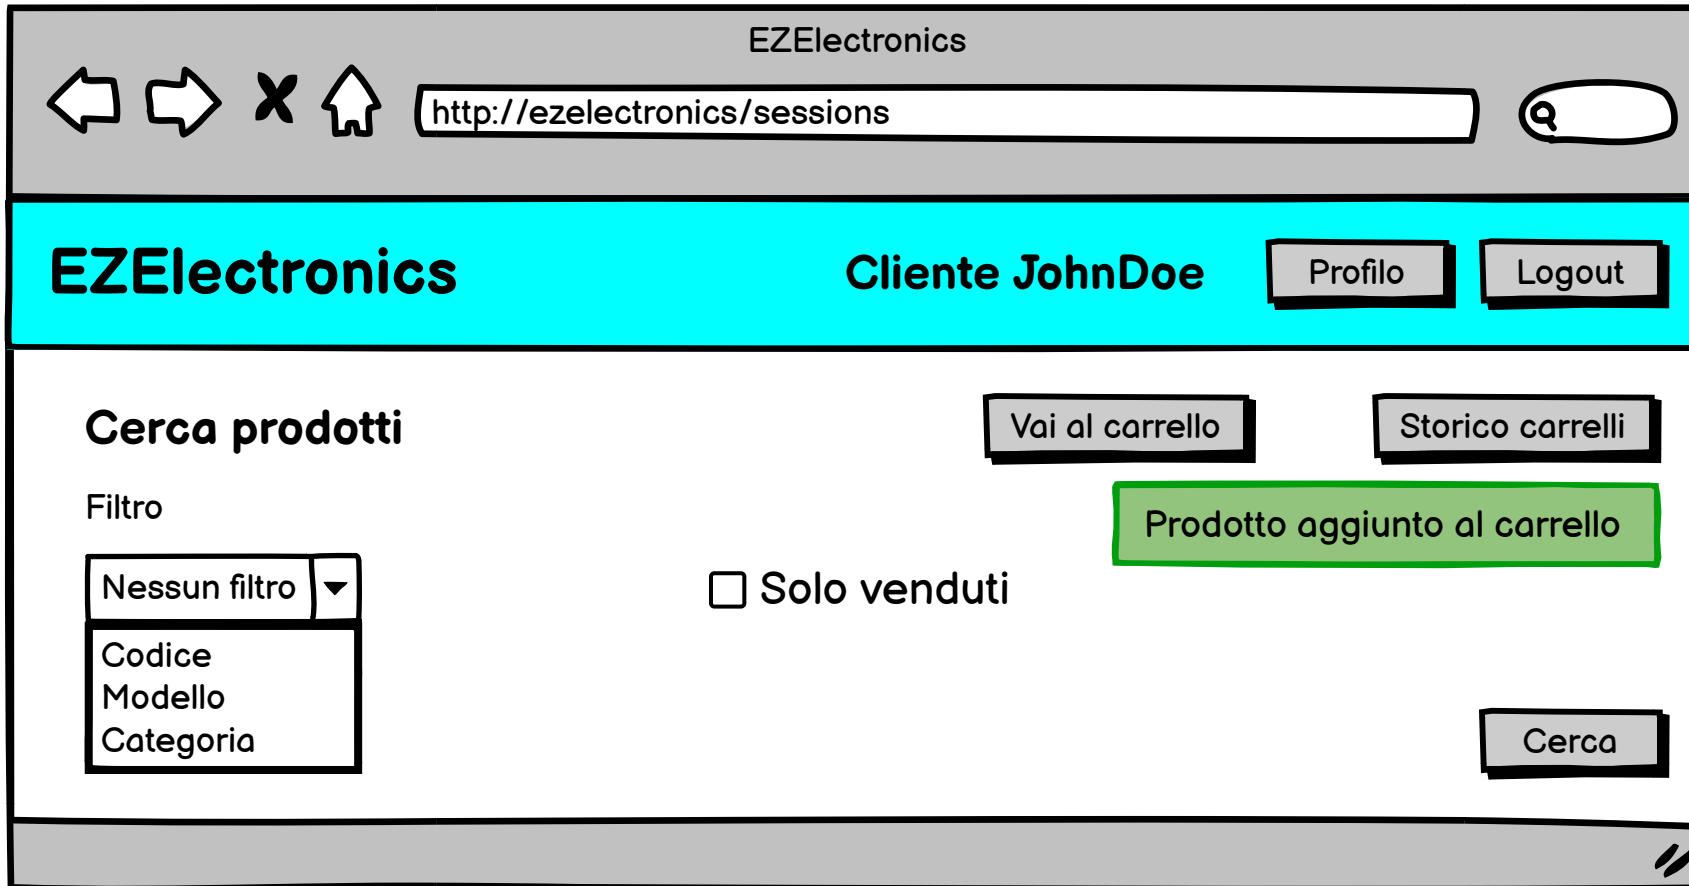 EZElectronics
http://ezelectronics/sessions
EZElectronics
Cliente JohnDoe
Profilo
Logout
Cerca prodotti
Vai al carrello
Storico carrelli
Filtro
Prodotto aggiunto al carrello
Nessun filtro
Solo venduti
Codice
Modello
Categoria
Cerca